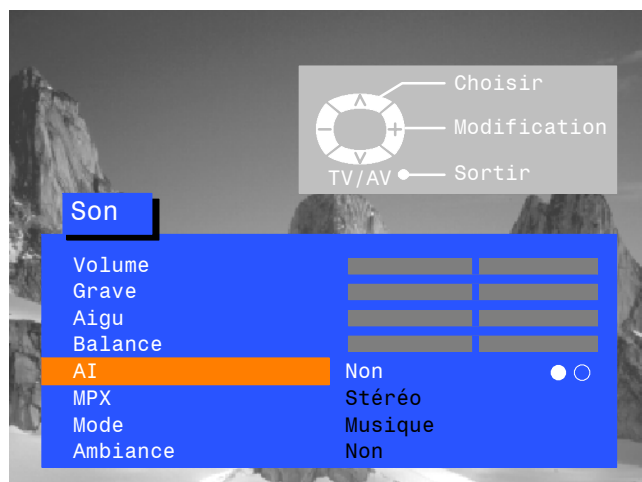 Choisir
Modification
TV/AV Sortir
Son
Volume
Grave
Aigu
Balance
AI Non
MPX Stéréo
Mode Musique
Ambiance Non